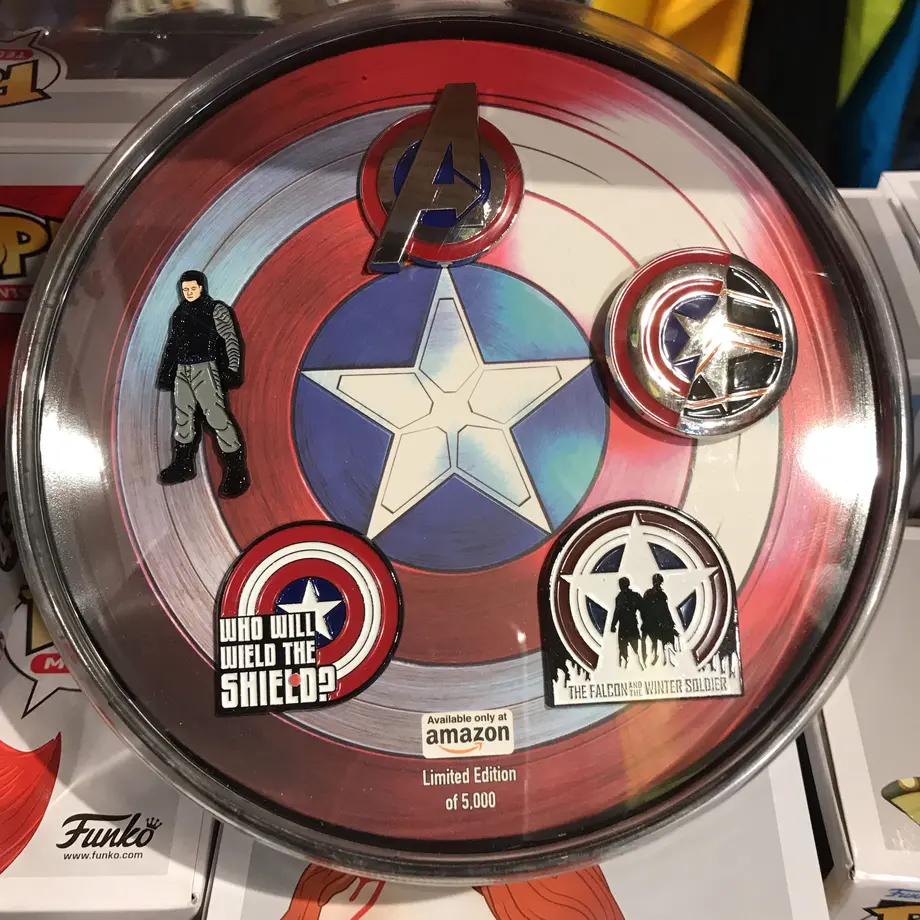 WHO WILL
WIELD THE
SHIELD?
THE FALCON AND THE WINTER SOLDIER
Available only at
amazon
Limited Edition
of 5,000
Funko
www.funko.com